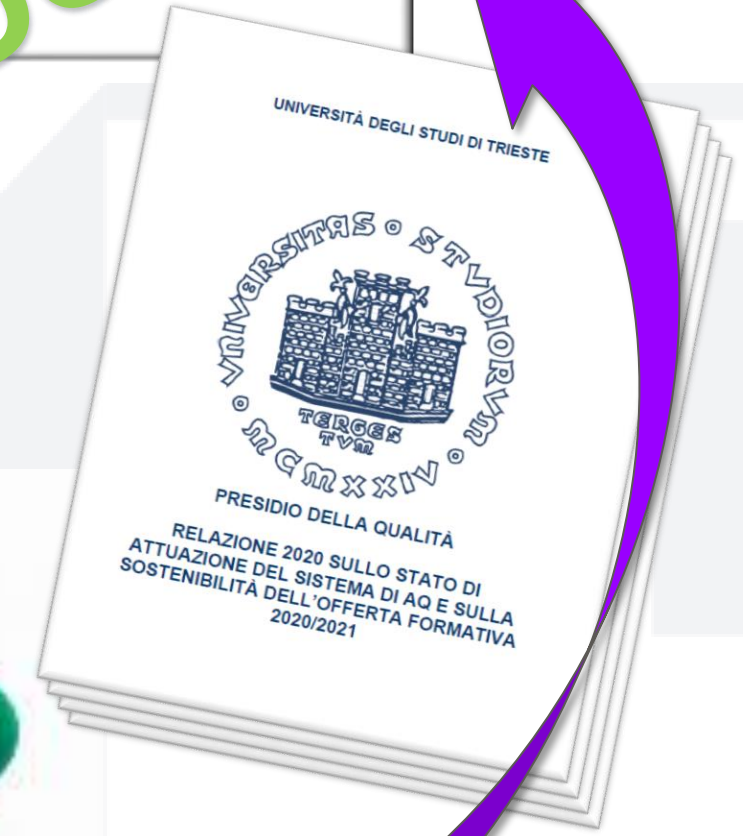 UNIVERSITÀ DEGLI STUDI DI TRIESTE
VNIVERSITAS STVDIORVM MCMXXIV
TERGES
TVM
PRESIDIO DELLA QUALITÀ
RELAZIONE 2020 SULLO STATO DI
ATTUAZIONE DEL SISTEMA DI AQ E SULLA
SOSTENIBILITÀ DELL'OFFERTA FORMATIVA
2020/2021